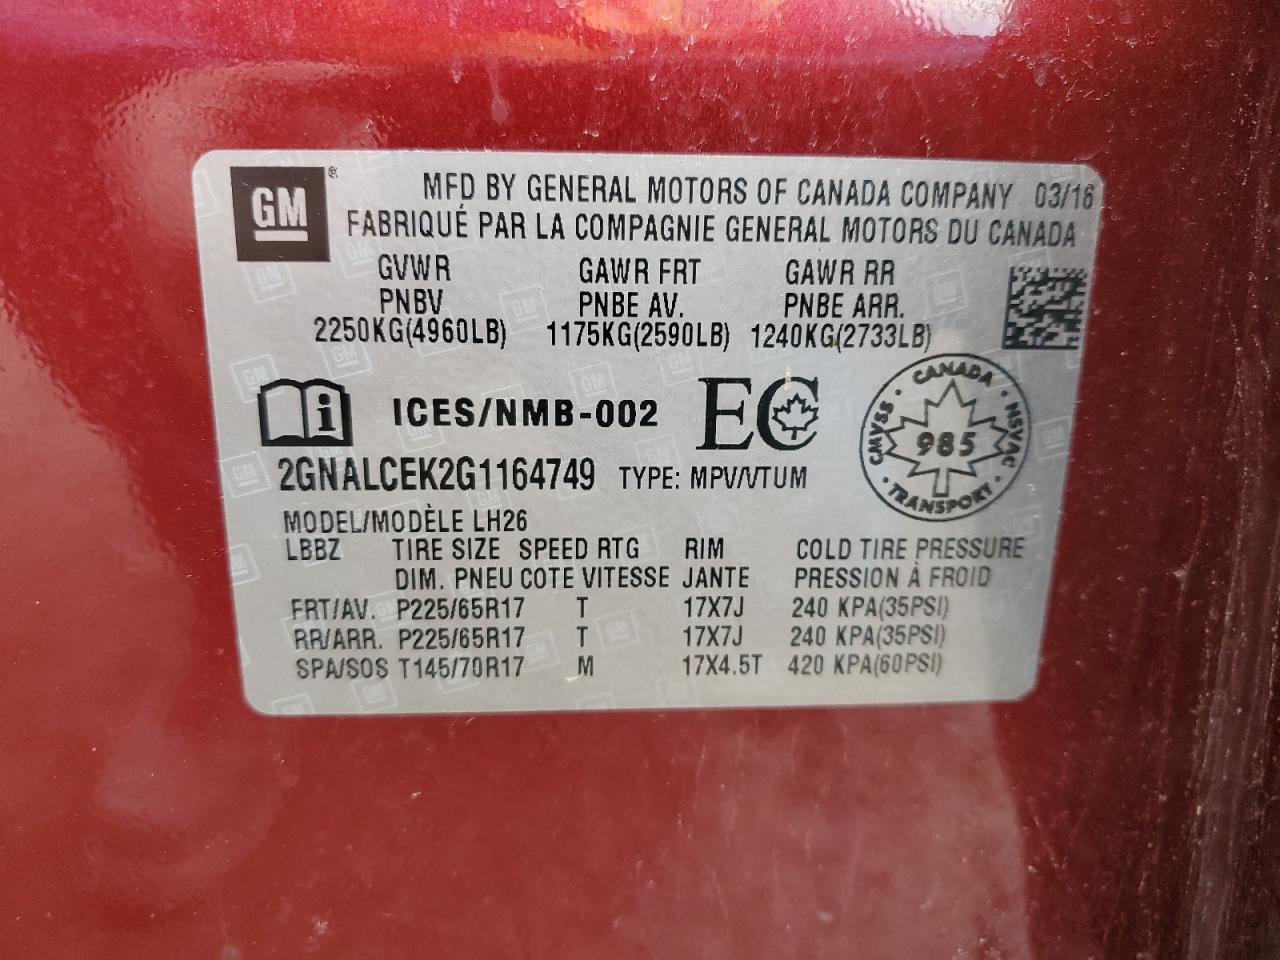 GM ®
MFD BY GENERAL MOTORS OF CANADA COMPANY 03/16
FABRIQUÉ PAR LA COMPAGNIE GENERAL MOTORS DU CANADA
GVWR GAWR FRT GAWR RR
PNBV PNBE AV. PNBE ARR.
2250KG(4960LB) 1175KG(2590LB) 1240KG(2733LB)
i ICES/NMB-002 EC
CANADA NSVAC TRANSPORT CMVSS
985
2GNALCEK2G1164749 TYPE: MPV/VTUM
MODEL/MODÈLE LH26
LBBZ TIRE SIZE SPEED RTG RIM COLD TIRE PRESSURE
DIM. PNEU COTE VITESSE JANTE PRESSION À FROID
FRT/AV. P225/65R17 T 17X7J 240 KPA(35PSI)
RR/ARR. P225/65R17 T 17X7J 240 KPA(35PSI)
SPA/SOS T145/70R17 M 17X4.5T 420 KPA(60PSI)